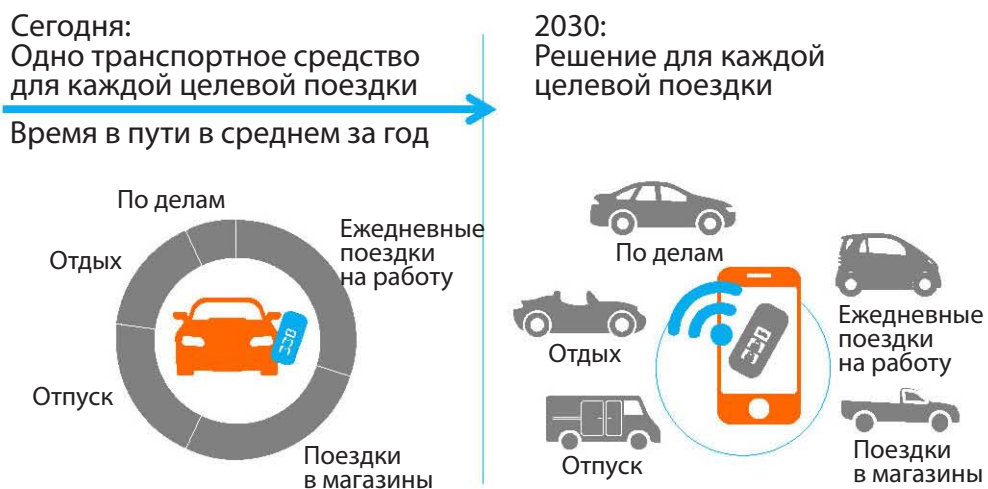 Сегодня:
Одно транспортное средство
для каждой целевой поездки
Время в пути в среднем за год
По делам
Ежедневные
поездки
на работу
Отдых
Отпуск
Поездки
в магазины
2030:
Решение для каждой
целевой поездки
По делам
Ежедневные
поездки
на работу
Отдых
Отпуск
Поездки
в магазины